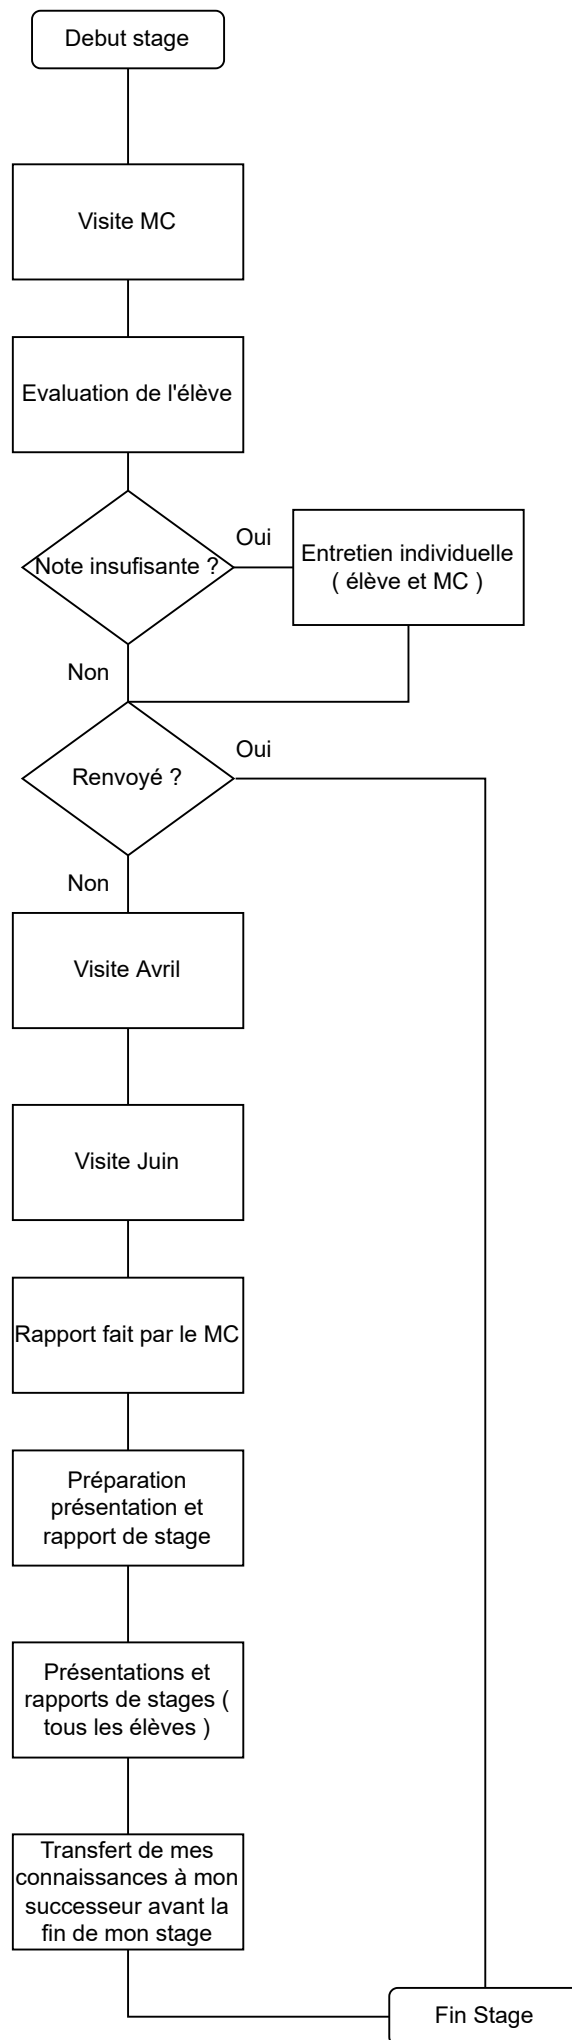 Debut stage
Visite MC
Evaluation de l'élève
Note insufisante ?
Oui
Entretien individuelle
( élève et MC )
Non
Renvoyé ?
Oui
Non
Visite Avril
Visite Juin
Rapport fait par le MC
Préparation
présentation et
rapport de stage
Présentations et
rapports de stages (
tous les élèves )
Transfert de mes
connaissances à mon
successeur avant la
fin de mon stage
Fin Stage